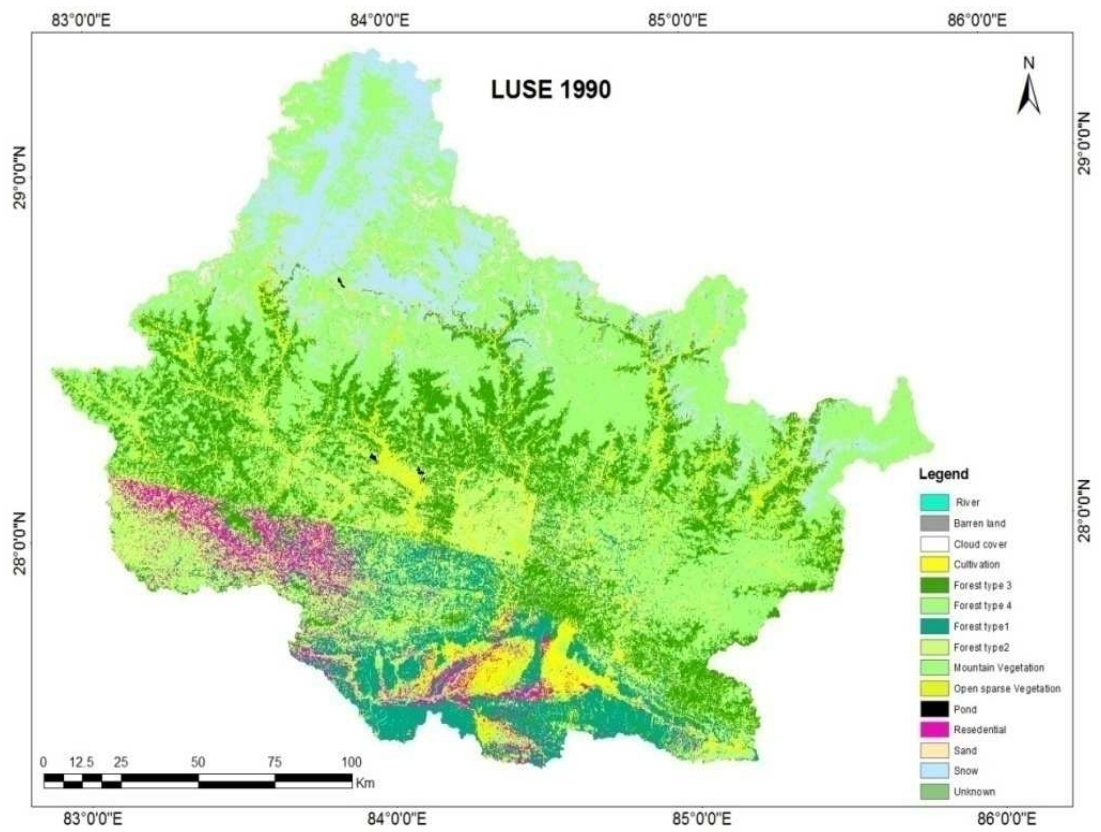 83°0'0"E 84°0'0"E 85°0'0"E 86°0'0"E
LUSE 1990
N
29°0'0"N
29°0'0"N
28°0'0"N
28°0'0"N
Legend
River
Barren land
Cloud cover
Cultivation
Forest type 3
Forest type 4
Forest type1
Forest type2
Mountain Vegetation
Open sparse Vegetation
Pond
Resedential
Sand
Snow
Unknown
0 12.5 25 50 75 100
Km
83°0'0"E 84°0'0"E 85°0'0"E 86°0'0"E